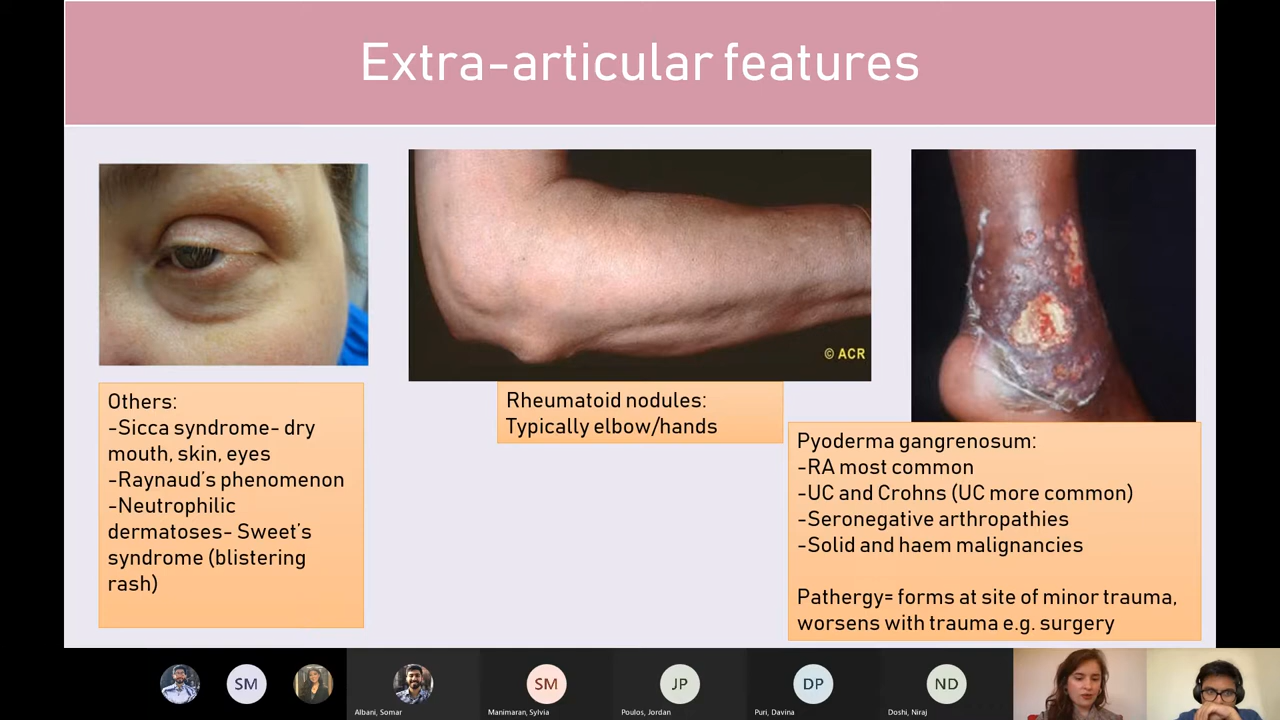 Extra-articular features
© ACR
Others:
-Sicca syndrome- dry
mouth, skin, eyes
-Raynaud's phenomenon
-Neutrophilic
dermatoses- Sweet's
syndrome (blistering
rash)
Rheumatoid nodules:
Typically elbow/hands
Pyoderma gangrenosum:
-RA most common
-UC and Crohns (UC more common)
-Seronegative arthropathies
-Solid and haem malignancies
Pathergy= forms at site of minor trauma,
worsens with trauma e.g. surgery
SM
SM
JP
DP
ND
Albani, Somar
Manimaran, Sylvia
Poulos, Jordan
Puri, Davina
Doshi, Niraj